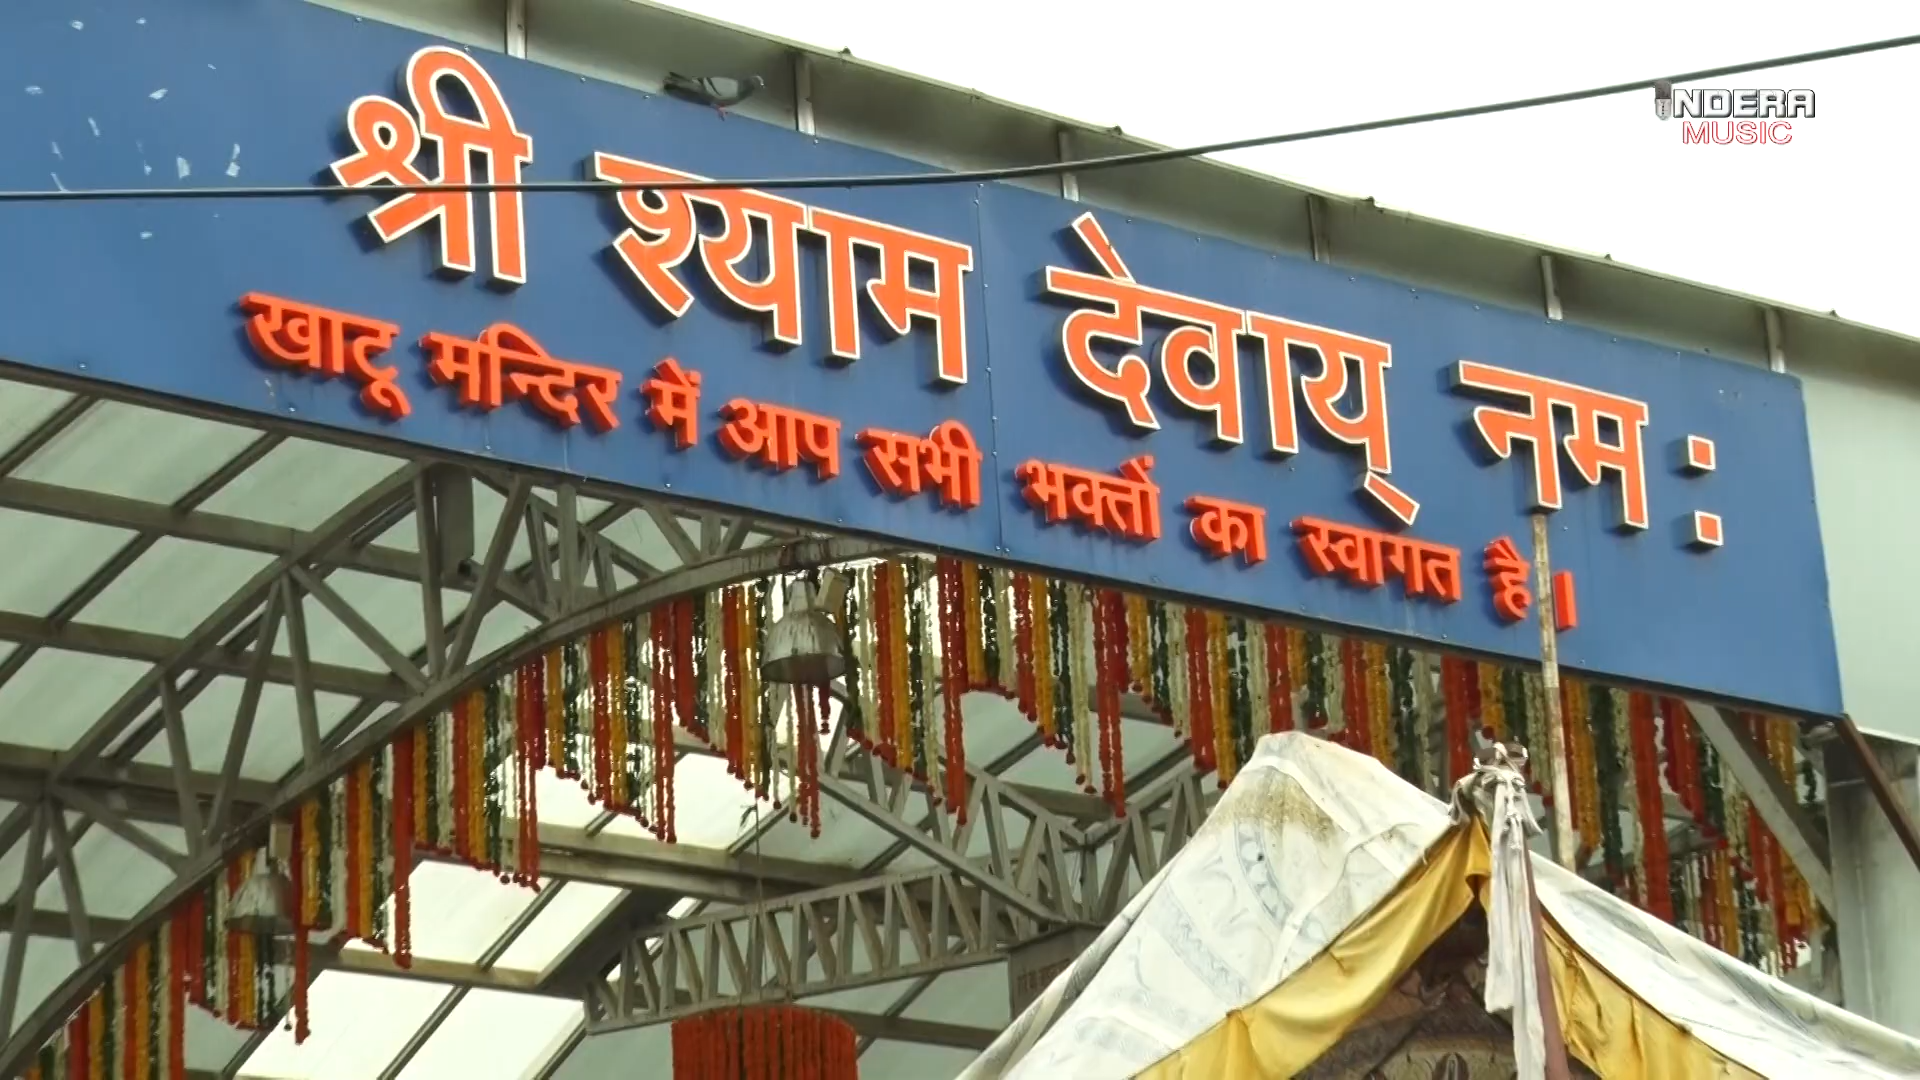 श्री श्याम देवाय् नम:
खाटू मन्दिर में आप सभी भक्तों का स्वागत है ।
INDERA
MUSIC